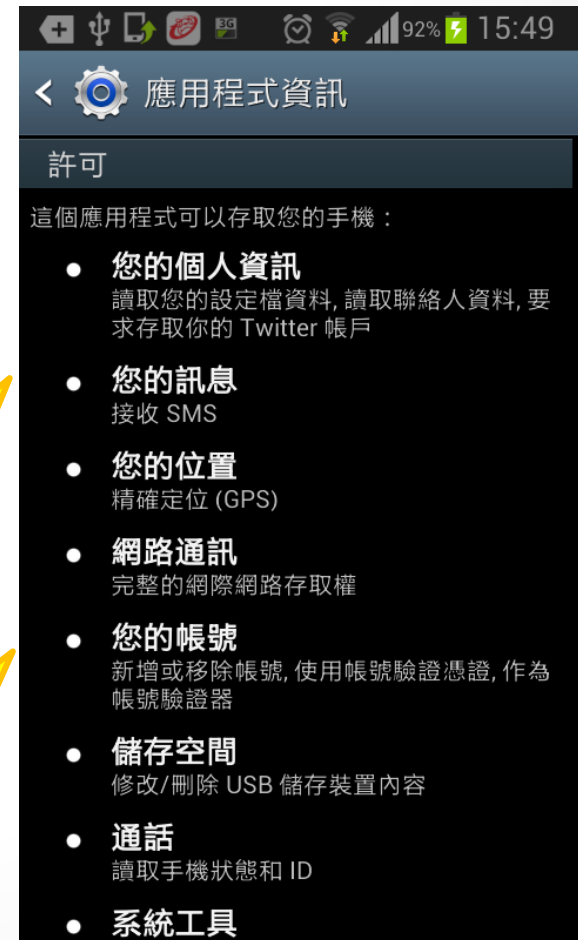 3G 92% 15:49
應用程式資訊
許可
這個應用程式可以存取您的手機：
您的個人資訊
讀取您的設定檔資料, 讀取聯絡人資料, 要
求存取你的 Twitter 帳戶
您的訊息
接收 SMS
您的位置
精確定位 (GPS)
網路通訊
完整的網際網路存取權
您的帳號
新增或移除帳號, 使用帳號驗證憑證, 作為
帳號驗證器
儲存空間
修改/刪除 USB 儲存裝置內容
通話
讀取手機狀態和 ID
系統工具